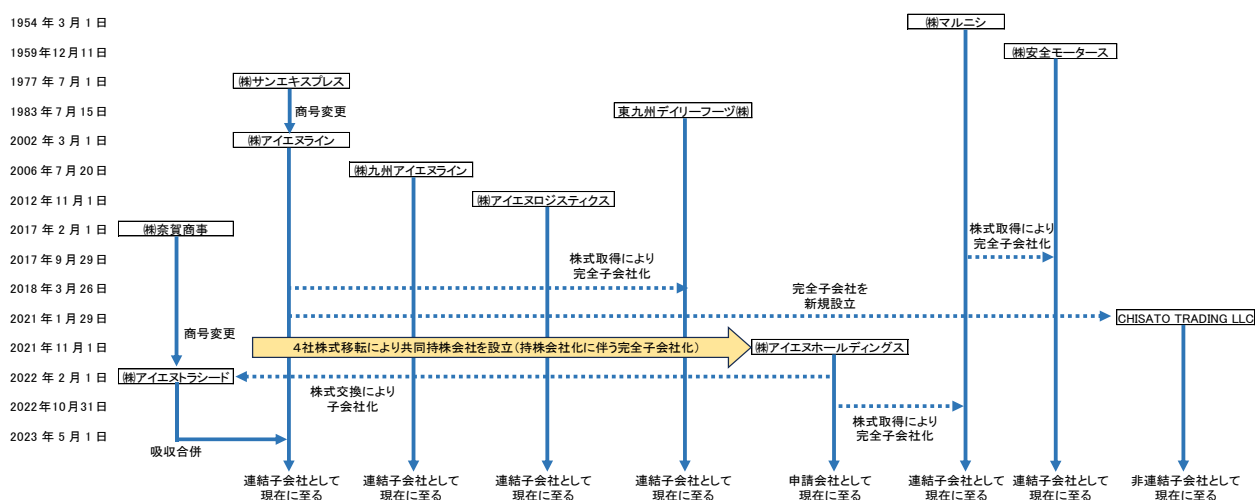 1954 年 3 月 1 日
㈱マルニシ
1959年12月11日
㈱安全モータース
1977 年 7 月 1 日
㈱サンエキスプレス
商号変更
1983 年 7 月 15 日
東九州デイリーフーヅ㈱
2002 年 3 月 1 日
㈱アイエヌライン
2006 年 7 月 20 日
㈱九州アイエヌライン
2012 年 11 月 1 日
㈱アイエヌロジスティクス
2017 年 2 月 1 日
㈱奈賀商事
株式取得により
完全子会社化
2017 年 9 月 29 日
株式取得により
完全子会社化
2018 年 3 月 26 日
完全子会社を
新規設立
2021 年 1 月 29 日
CHISATO TRADING LLC
商号変更
2021 年 11 月 1 日
４社株式移転により共同持株会社を設立(持株会社化に伴う完全子会社化)
㈱アイエヌホールディングス
2022 年 2 月 1 日
㈱アイエヌトラシード
株式交換により
子会社化
2022年10月31日
株式取得により
完全子会社化
2023 年 5 月 1 日
吸収合併
連結子会社として
現在に至る
連結子会社として
現在に至る
連結子会社として
現在に至る
連結子会社として
現在に至る
申請会社として
現在に至る
連結子会社として
現在に至る
連結子会社として
現在に至る
非連結子会社として
現在に至る